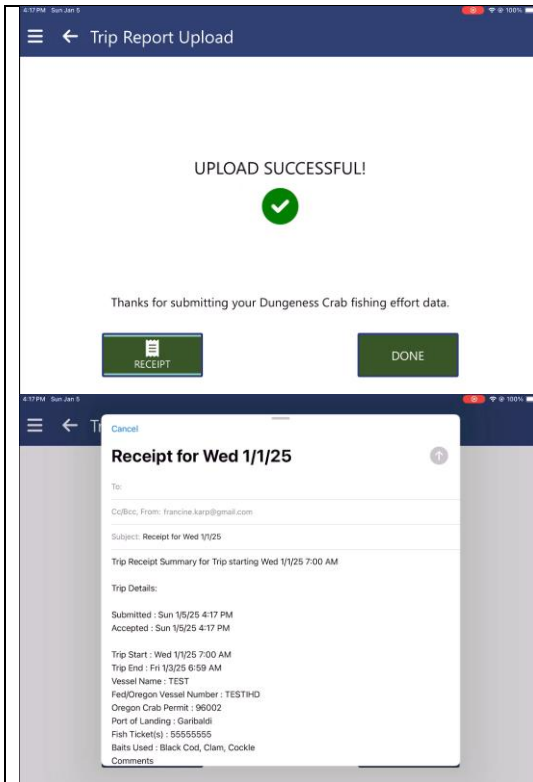 4:17 PM Sun Jan 5
100%
Trip Report Upload
UPLOAD SUCCESSFUL!
Thanks for submitting your Dungeness Crab fishing effort data.
RECEIPT
DONE
4:17 PM Sun Jan 5
100%
Tr
Cancel
Receipt for Wed 1/1/25
To:
Cc/Bcc, From: francine.karp@gmail.com
Subject: Receipt for Wed 1/1/25
Trip Receipt Summary for Trip starting Wed 1/1/25 7:00 AM
Trip Details:
Submitted : Sun 1/5/25 4:17 PM
Accepted : Sun 1/5/25 4:17 PM
Trip Start : Wed 1/1/25 7:00 AM
Trip End : Fri 1/3/25 6:59 AM
Vessel Name : TEST
Fed/Oregon Vessel Number : TESTIHD
Oregon Crab Permit : 96002
Port of Landing : Garibaldi
Fish Ticket(s) : 55555555
Baits Used : Black Cod, Clam, Cockle
Comments